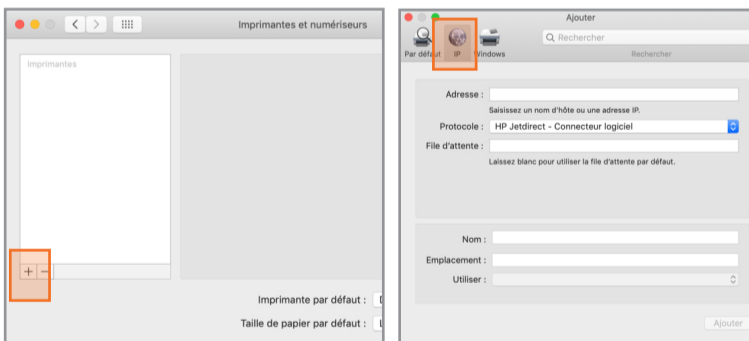 Imprimantes et numériseurs
Imprimantes
+ −
Imprimante par défaut :
Taille de papier par défaut :
Ajouter
Par défaut IP Windows
Rechercher
Rechercher
Adresse :
Saisissez un nom d'hôte ou une adresse IP.
Protocole : HP Jetdirect - Connecteur logiciel
File d'attente :
Laissez blanc pour utiliser la file d'attente par défaut.
Nom :
Emplacement :
Utiliser :
Ajouter